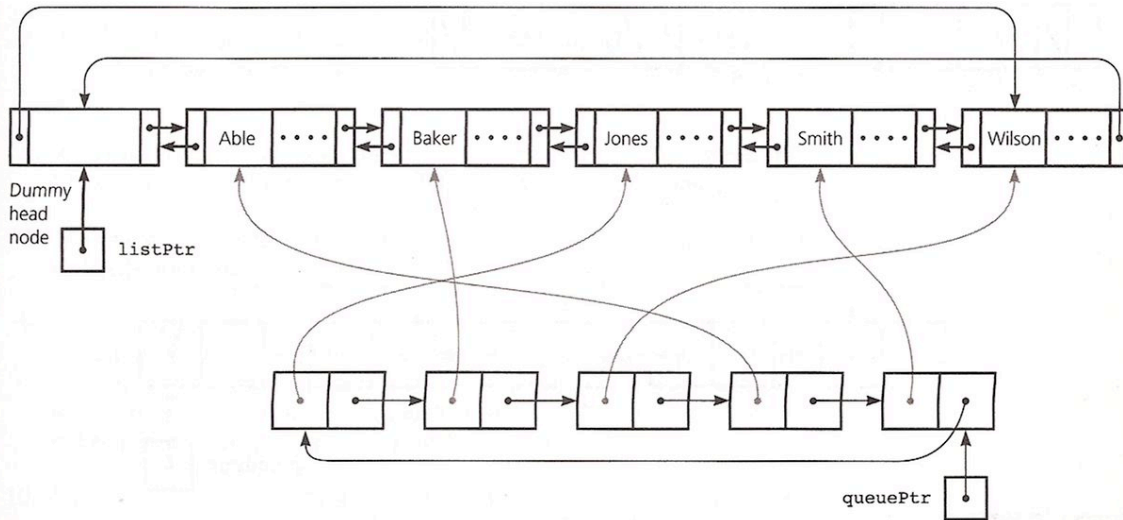 Able
Baker
Jones
Smith
Wilson
Dummy
head
node
listPtr
queuePtr